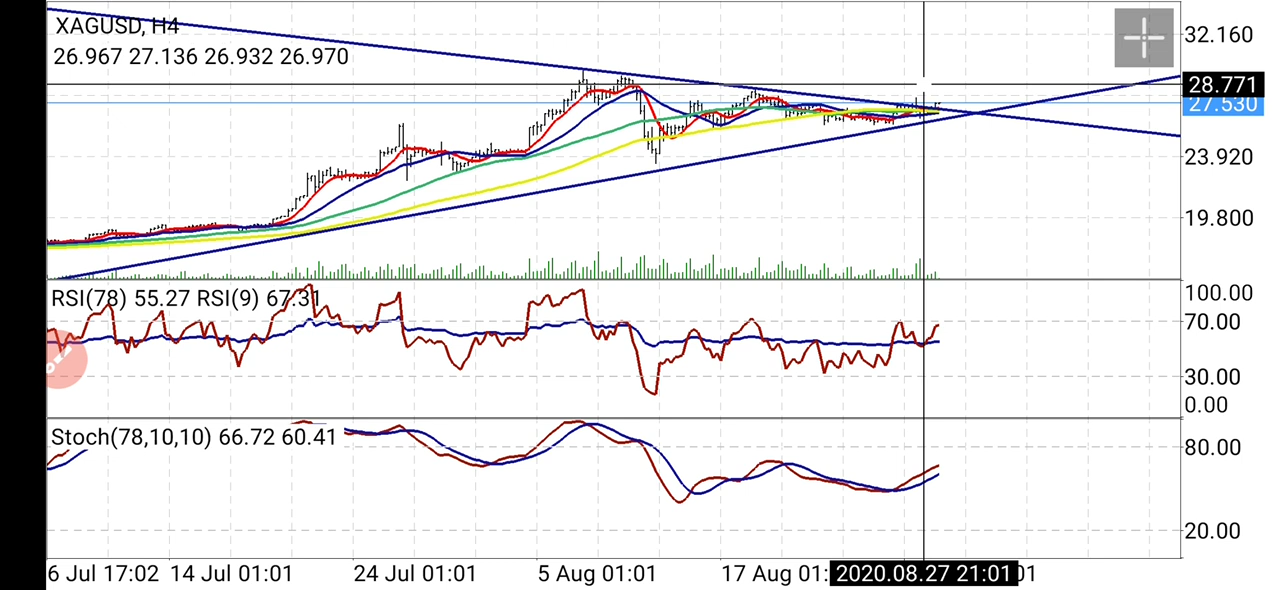 XAGUSD, H4
26.967 27.136 26.932 26.970
32.160
28.771
27.530
23.920
19.800
RSI(78) 55.27 RSI(9) 67.31
100.00
70.00
30.00
0.00
Stoch(78,10,10) 66.72 60.41
80.00
20.00
6 Jul 17:02 14 Jul 01:01 24 Jul 01:01 5 Aug 01:01 17 Aug 01: 2020.08.27 21:01 01